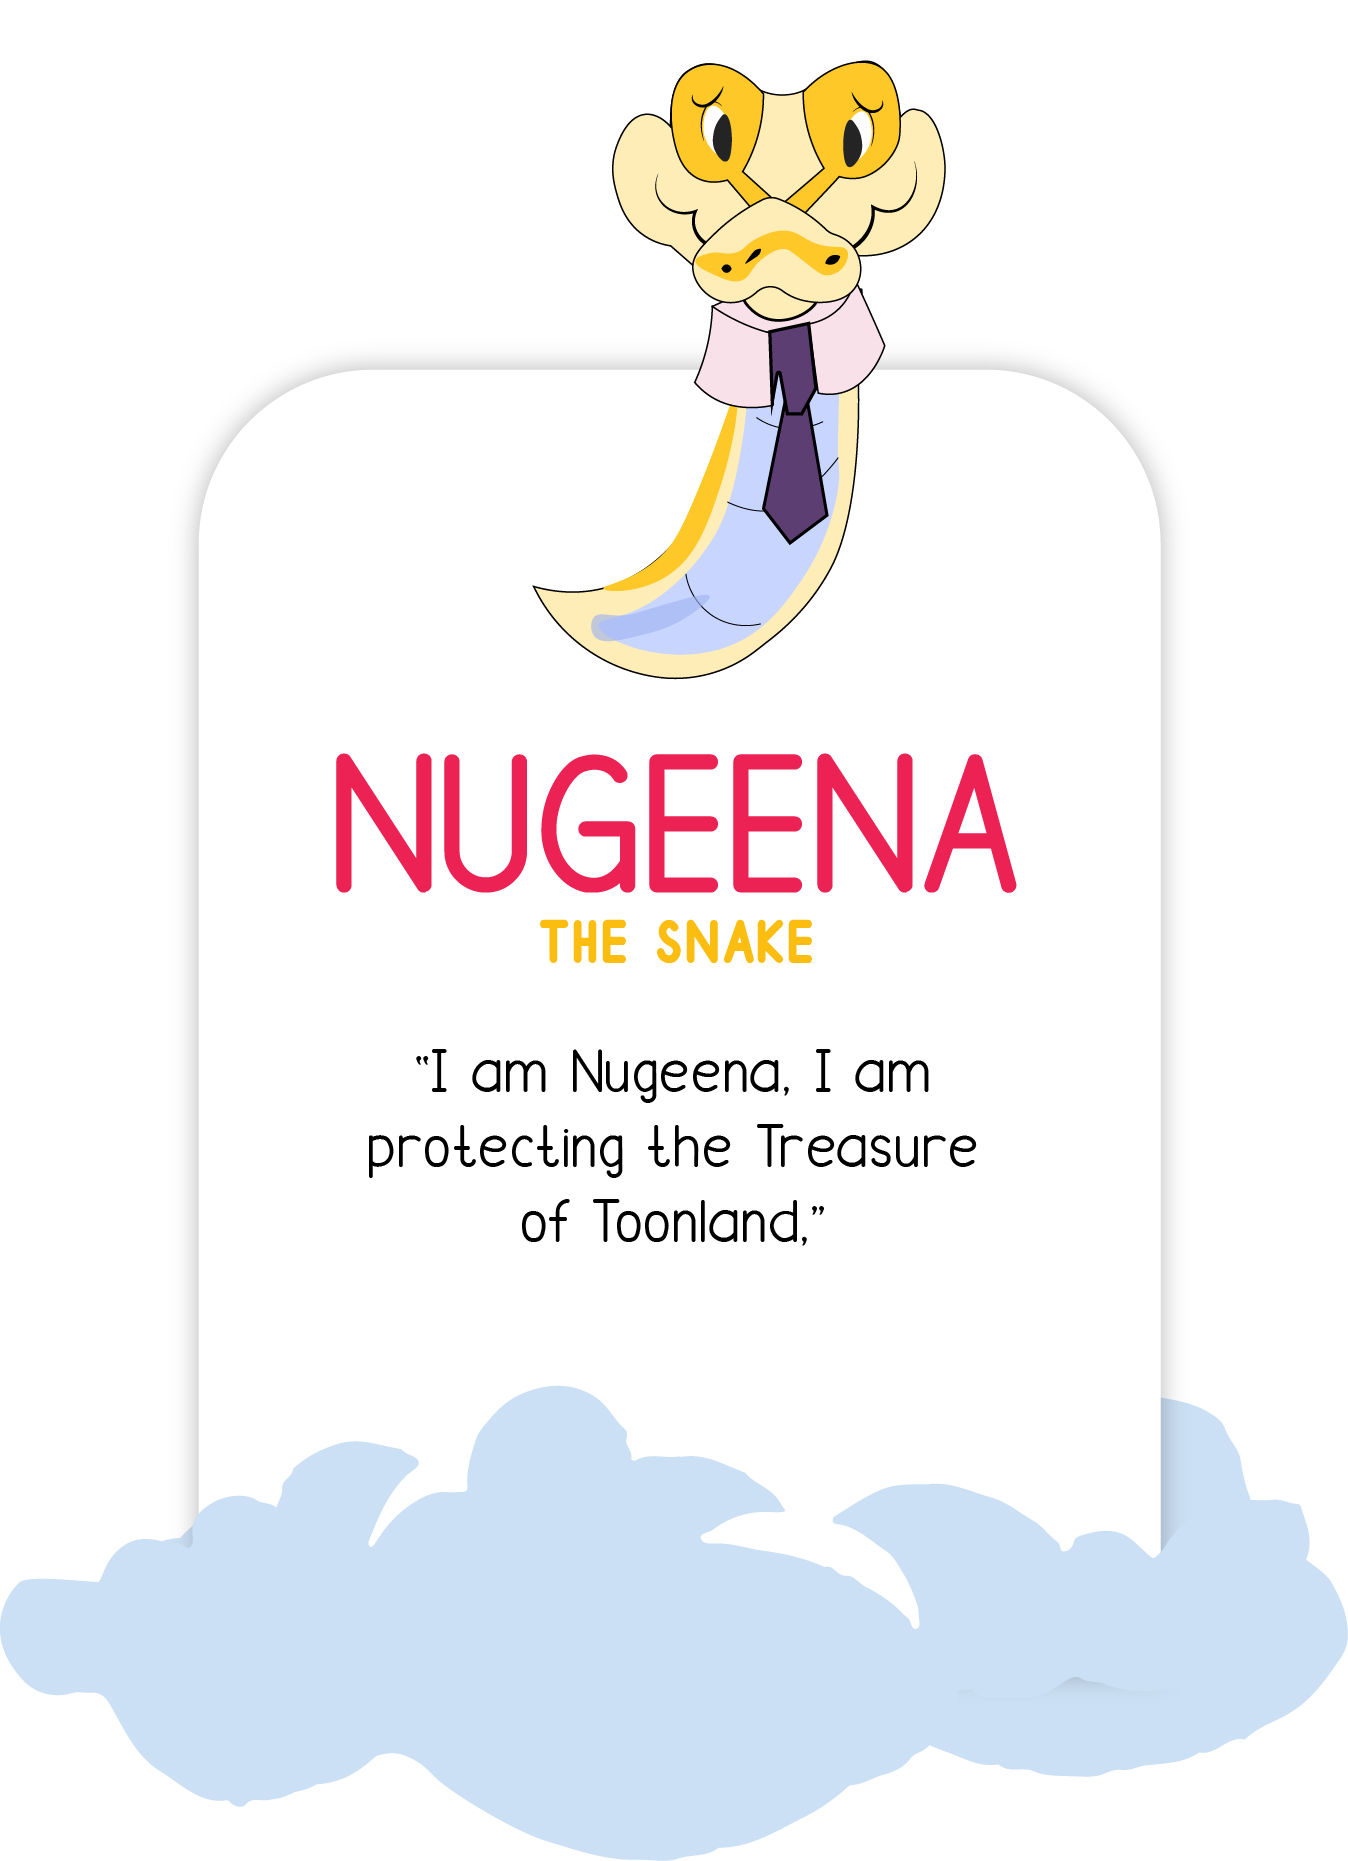 NUGEENA
THE SNAKE
“I am Nugeena, I am
protecting the Treasure
of Toonland,”